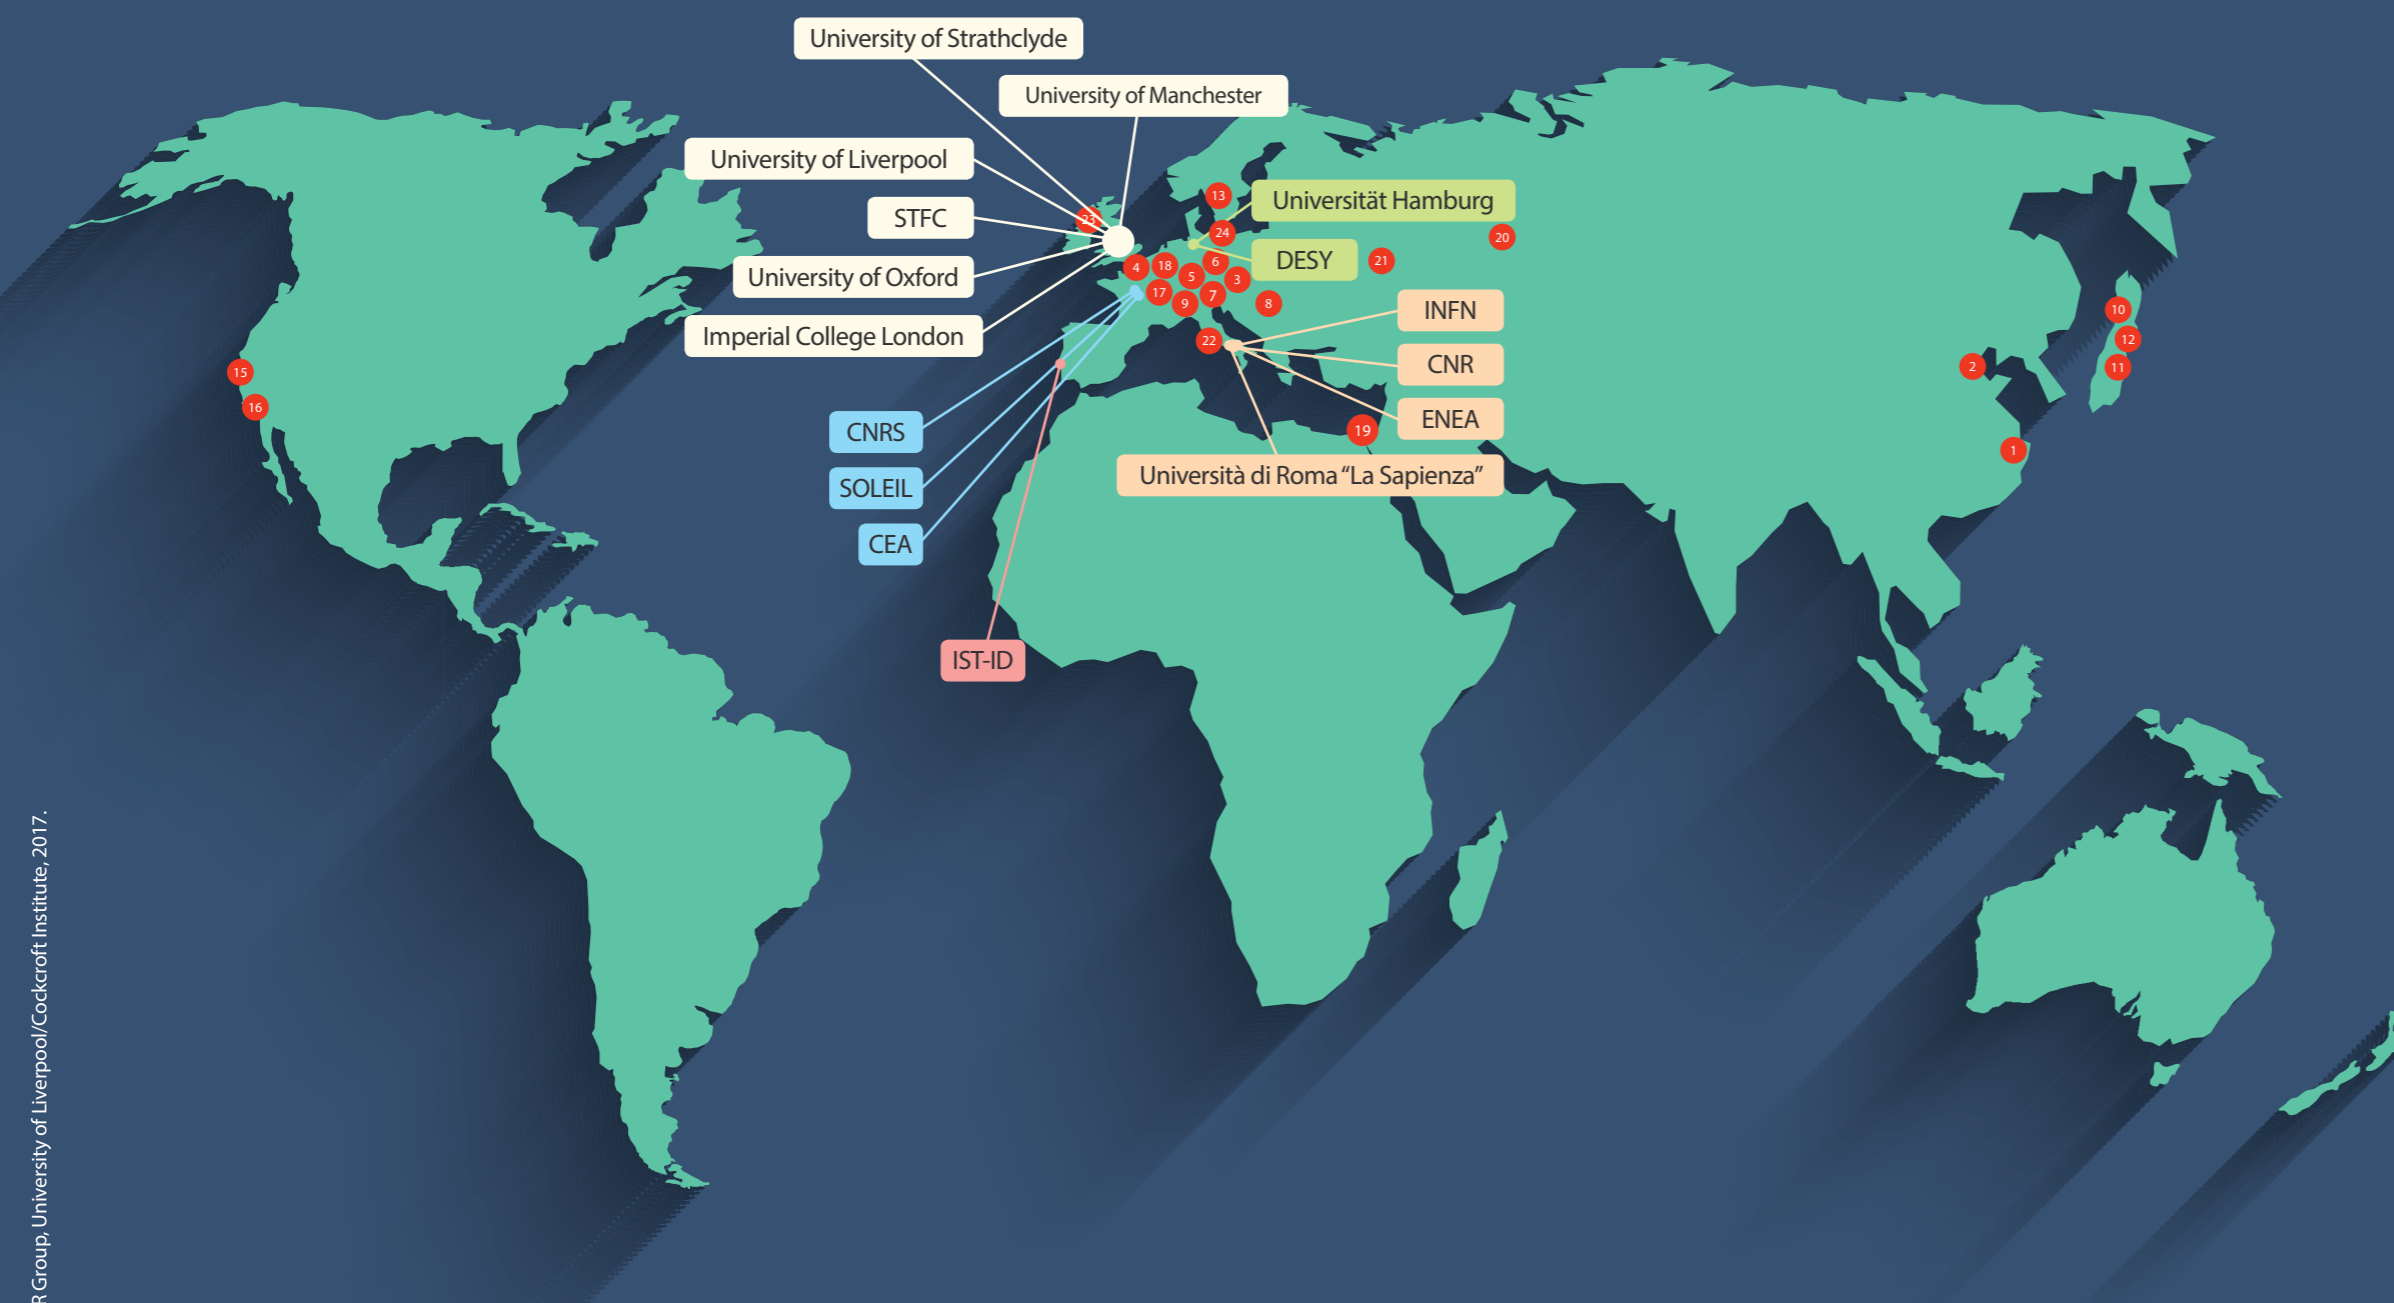 University of Strathclyde
University of Manchester
University of Liverpool
STFC
University of Oxford
Imperial College London
Universität Hamburg
DESY
INFN
CNR
ENEA
Università di Roma “La Sapienza”
CNRS
SOLEIL
CEA
IST-ID
13
23
24
20
4
18
6
21
5
3
17
9
7
8
22
19
15
16
10
12
2
11
1
R Group, University of Liverpool/Cockcroft Institute, 2017.